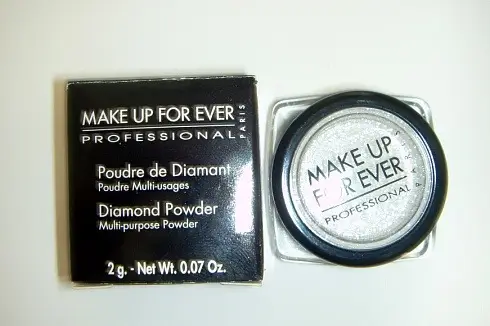 MAKE UP FOR EVER
PROFESSIONAL
PARIS
Poudre de Diamant
Poudre Multi-usages
Diamond Powder
Multi-purpose Powder
2 g. - Net Wt. 0.07 Oz.
MAKE UP
FOR EVER
PROFESSIONAL
PARIS